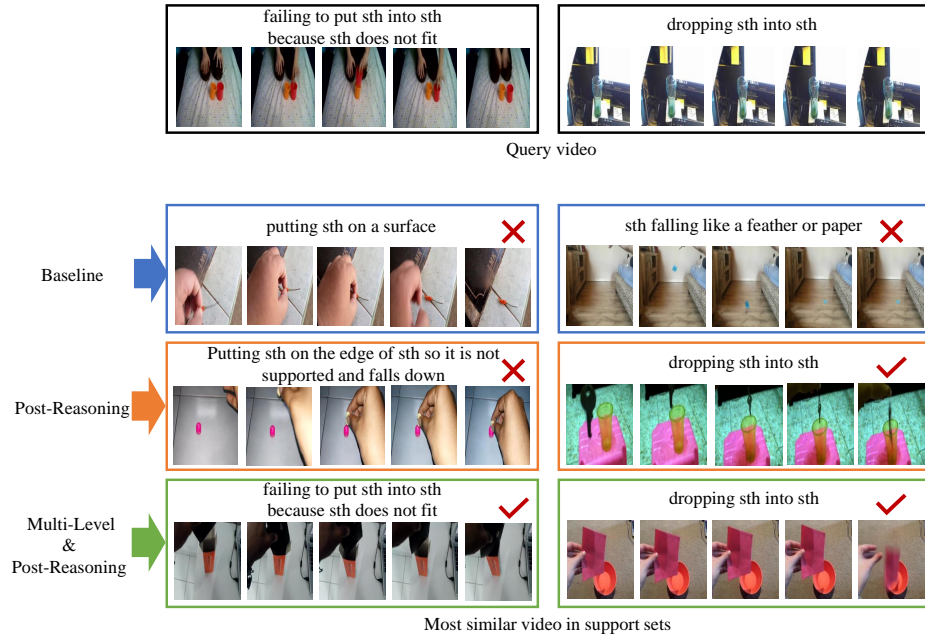 failing to put sth into sth
because sth does not fit
dropping sth into sth
Query video
putting sth on a surface
sth falling like a feather or paper
Baseline
Putting sth on the edge of sth so it is not
supported and falls down
dropping sth into sth
Post-Reasoning
failing to put sth into sth
because sth does not fit
dropping sth into sth
Multi-Level
&
Post-Reasoning
Most similar video in support sets